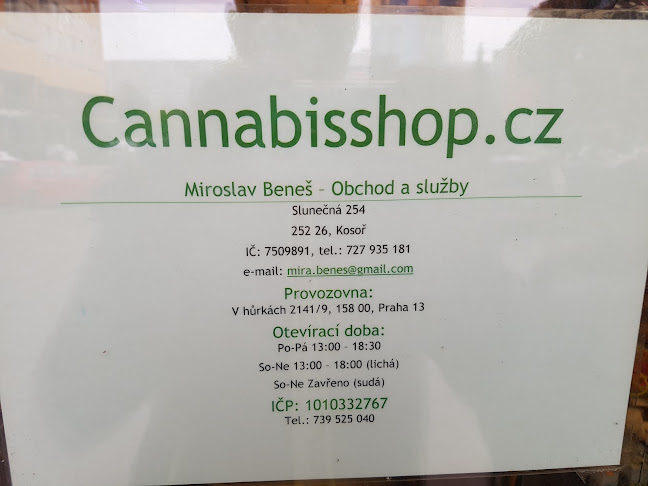 Cannabisshop.cz
Miroslav Beneš – Obchod a služby
Slunečná 254
252 26, Kosoř
IČ: 7509891, tel.: 727 935 181
e-mail: mira.benes@gmail.com
Provozovna:
V hůrkách 2141/9, 158 00, Praha 13
Otevírací doba:
Po-Pá 13:00 – 18:30
So-Ne 13:00 – 18:00 (lichá)
So-Ne Zavřeno (sudá)
IČP: 1010332767
Tel.: 739 525 040